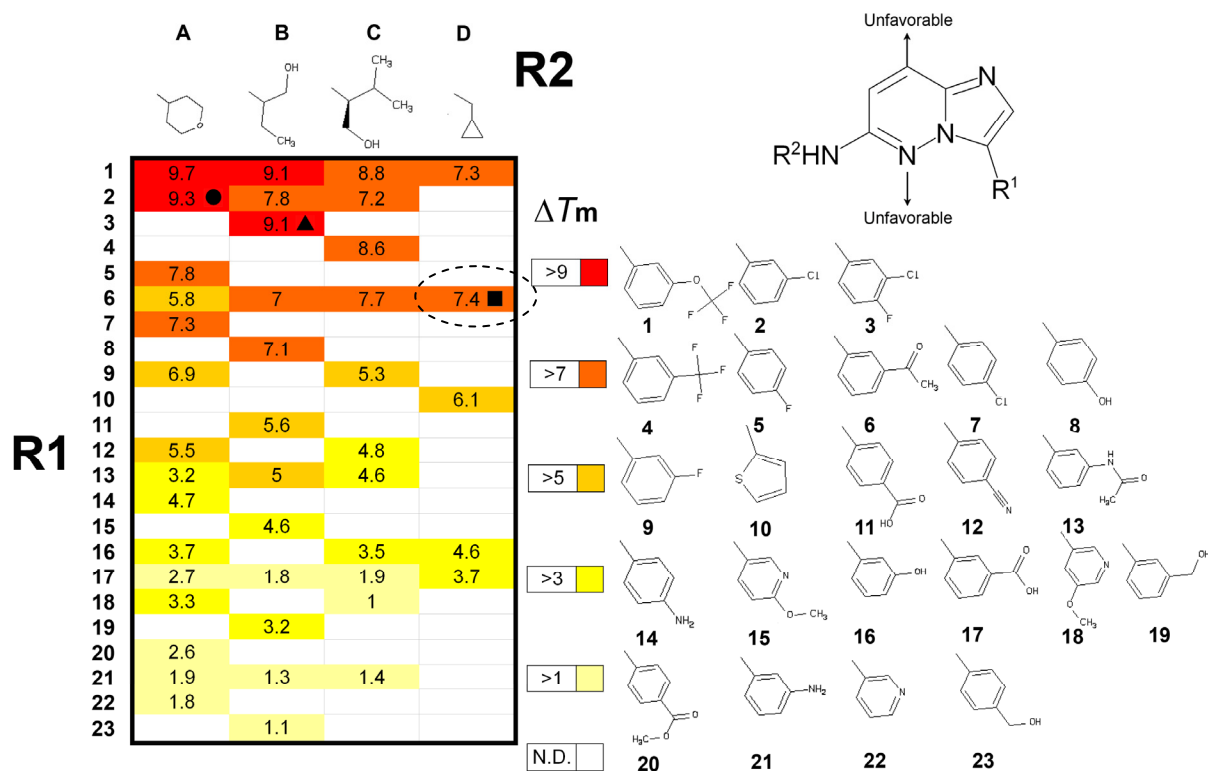 A B C D
R2
OH
CH3
CH3
CH3
OH
O
Unfavorable
N
N
N
R2HN
R1
Unfavorable
R1
1 9.7 9.1 8.8 7.3
2 9.3 7.8 7.2
3 9.1
4 8.6
5 7.8
6 5.8 7 7.7 7.4
7 7.3
8 7.1
9 6.9 5.3
10 6.1
11 5.6
12 5.5 4.8
13 3.2 5 4.6
14 4.7
15 4.6
16 3.7 3.5 4.6
17 2.7 1.8 1.9 3.7
18 3.3 1
19 3.2
20 2.6
21 1.9 1.3 1.4
22 1.8
23 1.1
ΔTm
>9
>7
>5
>3
>1
N.D.
O F F F
Cl
Cl F
1 2 3
F F F
F
O CH3
Cl
OH
4 5 6 7 8
F
S
O HO
N
H N O H3C
9 10 11 12 13
NH2
N O CH3
OH
O OH
N O CH3
OH
14 15 16 17 18 19
O O H3C
NH2
N
OH
20 21 22 23